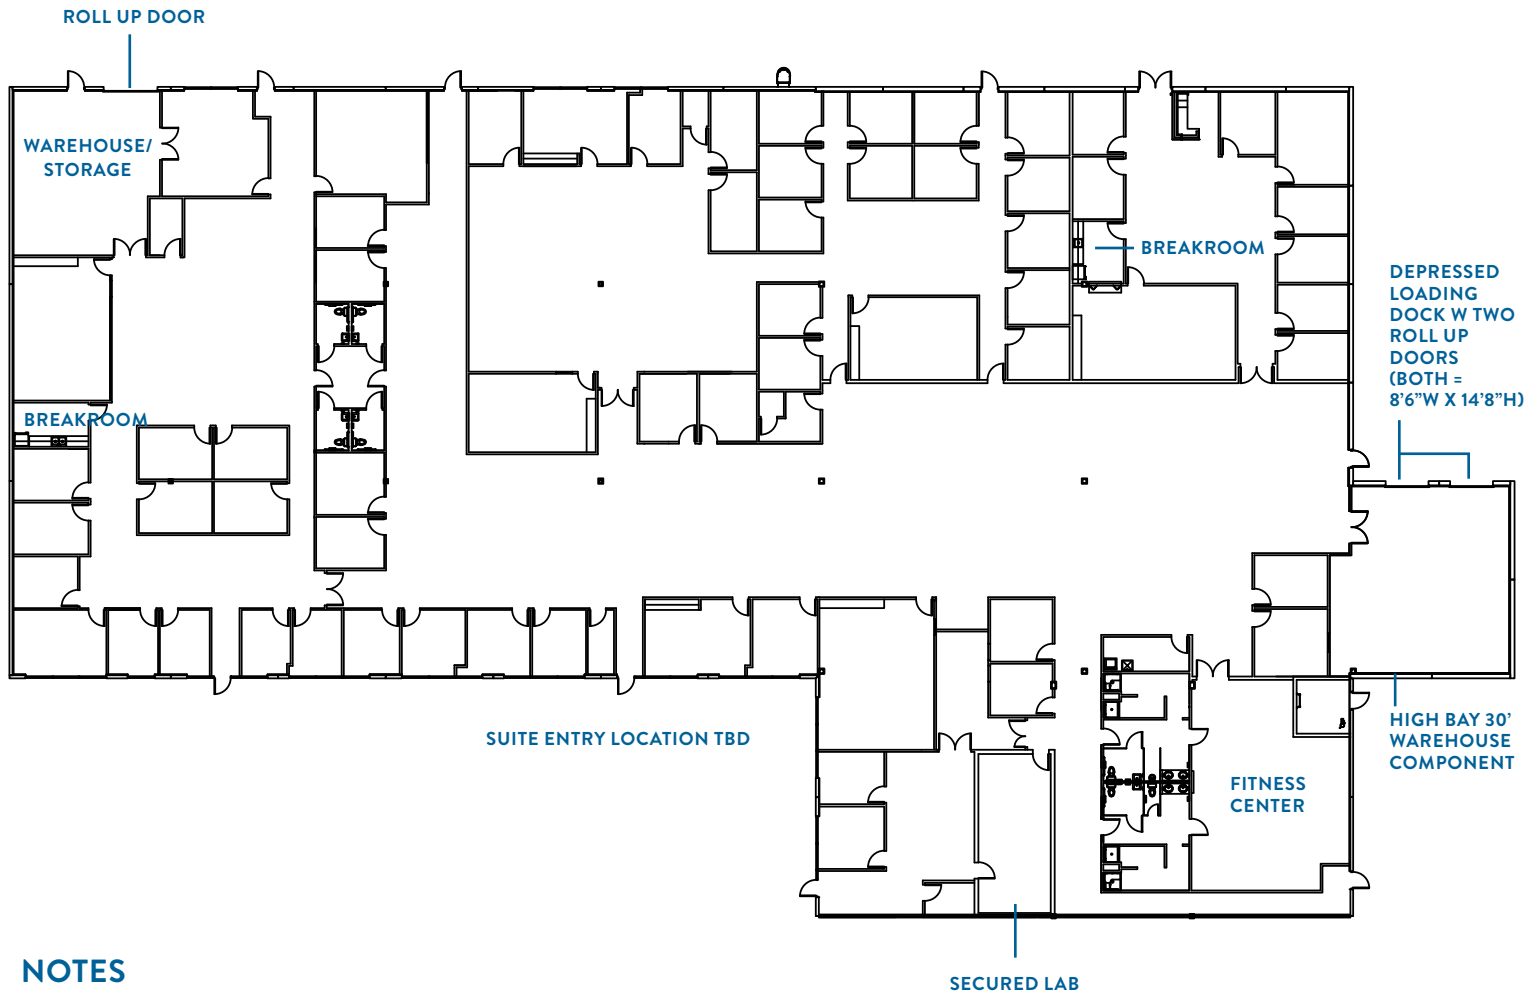 ROLL UP DOOR
WAREHOUSE/
STORAGE
BREAKROOM
DEPRESSED
LOADING
DOCK W TWO
ROLL UP
DOORS
(BOTH =
8’6”W X 14’8”H)
BREAKROOM
SUITE ENTRY LOCATION TBD
HIGH BAY 30’
WAREHOUSE
COMPONENT
FITNESS
CENTER
NOTES
SECURED LAB